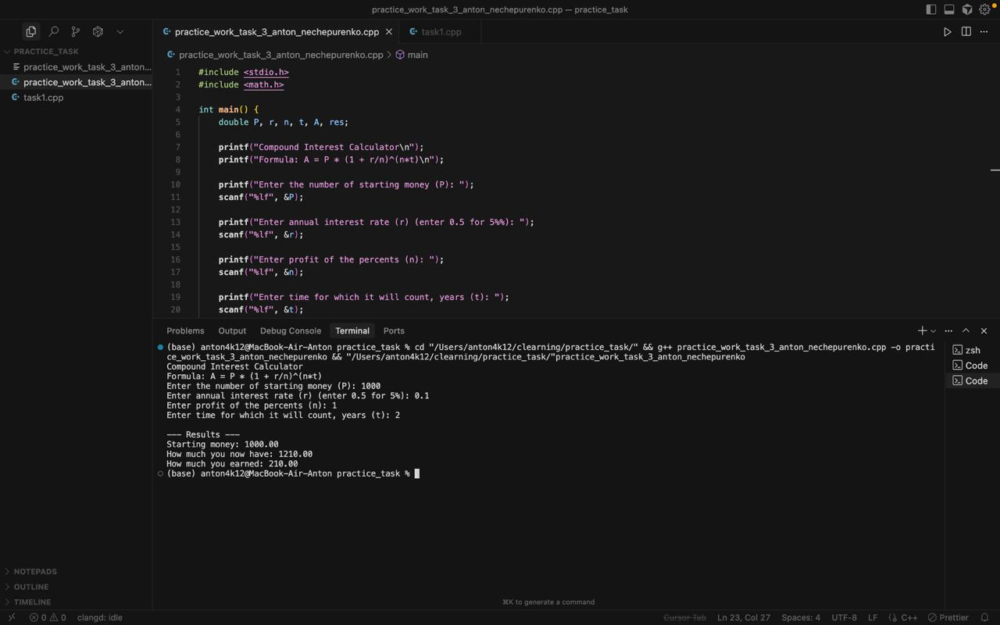 practice_work_task_3_anton_nechepurenko.cpp — practice_task
practice_work_task_3_anton_nechepurenko.cpp
task1.cpp
PRACTICE_TASK
practice_work_task_3_anton...
practice_work_task_3_anton...
task1.cpp
practice_work_task_3_anton_nechepurenko.cpp > main
1 #include <stdio.h>
2 #include <math.h>
3
4 int main() {
5 double P, r, n, t, A, res;
6
7 printf("Compound Interest Calculator\n");
8 printf("Formula: A = P * (1 + r/n)^(n*t)\n");
9
10 printf("Enter the number of starting money (P): ");
11 scanf("%lf", &P);
12
13 printf("Enter annual interest rate (r) (enter 0.5 for 5%%): ");
14 scanf("%lf", &r);
15
16 printf("Enter profit of the percents (n): ");
17 scanf("%lf", &n);
18
19 printf("Enter time for which it will count, years (t): ");
20 scanf("%lf", &t);
Problems Output Debug Console Terminal Ports
(base) anton4k12@MacBook-Air-Anton practice_task % cd "/Users/anton4k12/clearning/practice_task/" && g++ practice_work_task_3_anton_nechepurenko.cpp -o practi
ce_work_task_3_anton_nechepurenko && "/Users/anton4k12/clearning/practice_task/"practice_work_task_3_anton_nechepurenko
Compound Interest Calculator
Formula: A = P * (1 + r/n)^(n*t)
Enter the number of starting money (P): 1000
Enter annual interest rate (r) (enter 0.5 for 5%): 0.1
Enter profit of the percents (n): 1
Enter time for which it will count, years (t): 2
--- Results ---
Starting money: 1000.00
How much you now have: 1210.00
How much you earned: 210.00
(base) anton4k12@MacBook-Air-Anton practice_task %
zsh
Code
Code
NOTEPADS
OUTLINE
TIMELINE
⌘K to generate a command
0 0 clangd: idle Cursor Tab Ln 23, Col 27 Spaces: 4 UTF-8 LF C++ Prettier